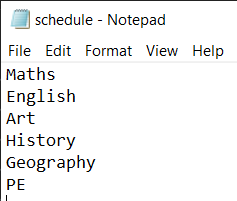 schedule - Notepad
File Edit Format View Help
Maths
English
Art
History
Geography
PE